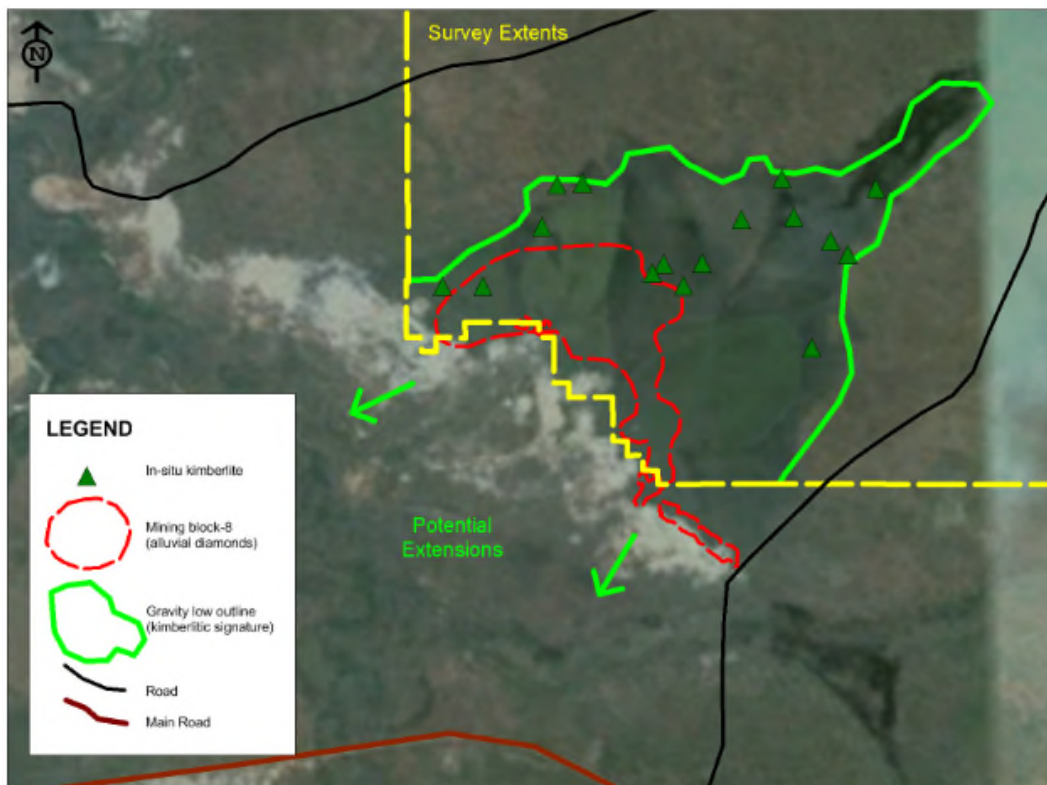 N
Survey Extents
LEGEND
In-situ kimberlite
Mining block-8
(alluvial diamonds)
Gravity low outline
(kimberlitic signature)
Road
Main Road
Potential
Extensions